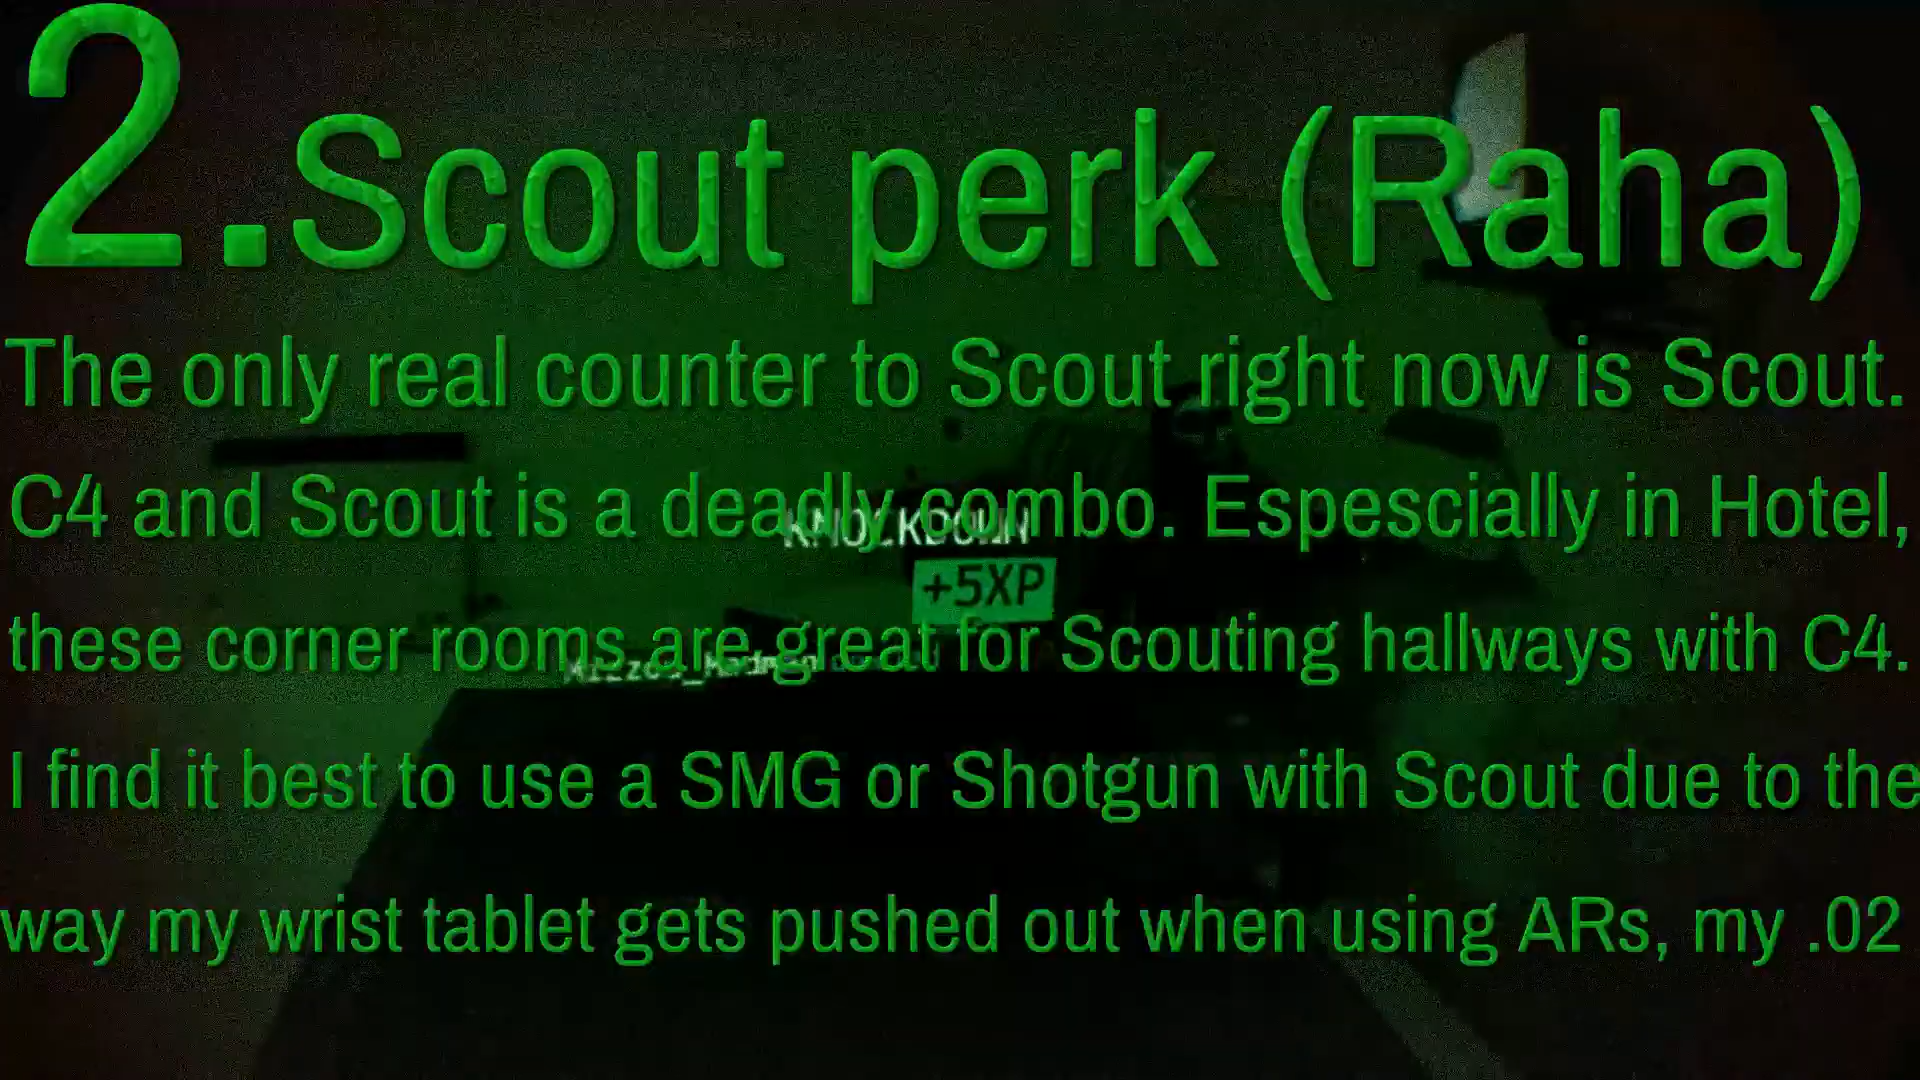 2.Scout perk (Raha)
The only real counter to Scout right now is Scout.
C4 and Scout is a deadly combo. Espescially in Hotel,
KNOCKDOWN
+5XP
these corner rooms are great for Scouting hallways with C4.
I find it best to use a SMG or Shotgun with Scout due to the
way my wrist tablet gets pushed out when using ARs, my .02